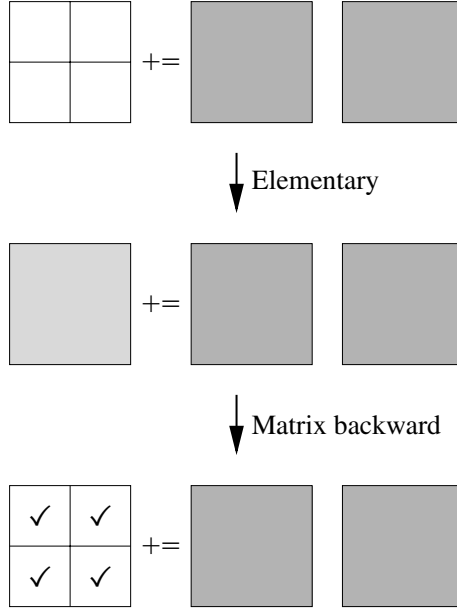 +=
Elementary
+=
Matrix backward
✓ ✓
+=
✓ ✓